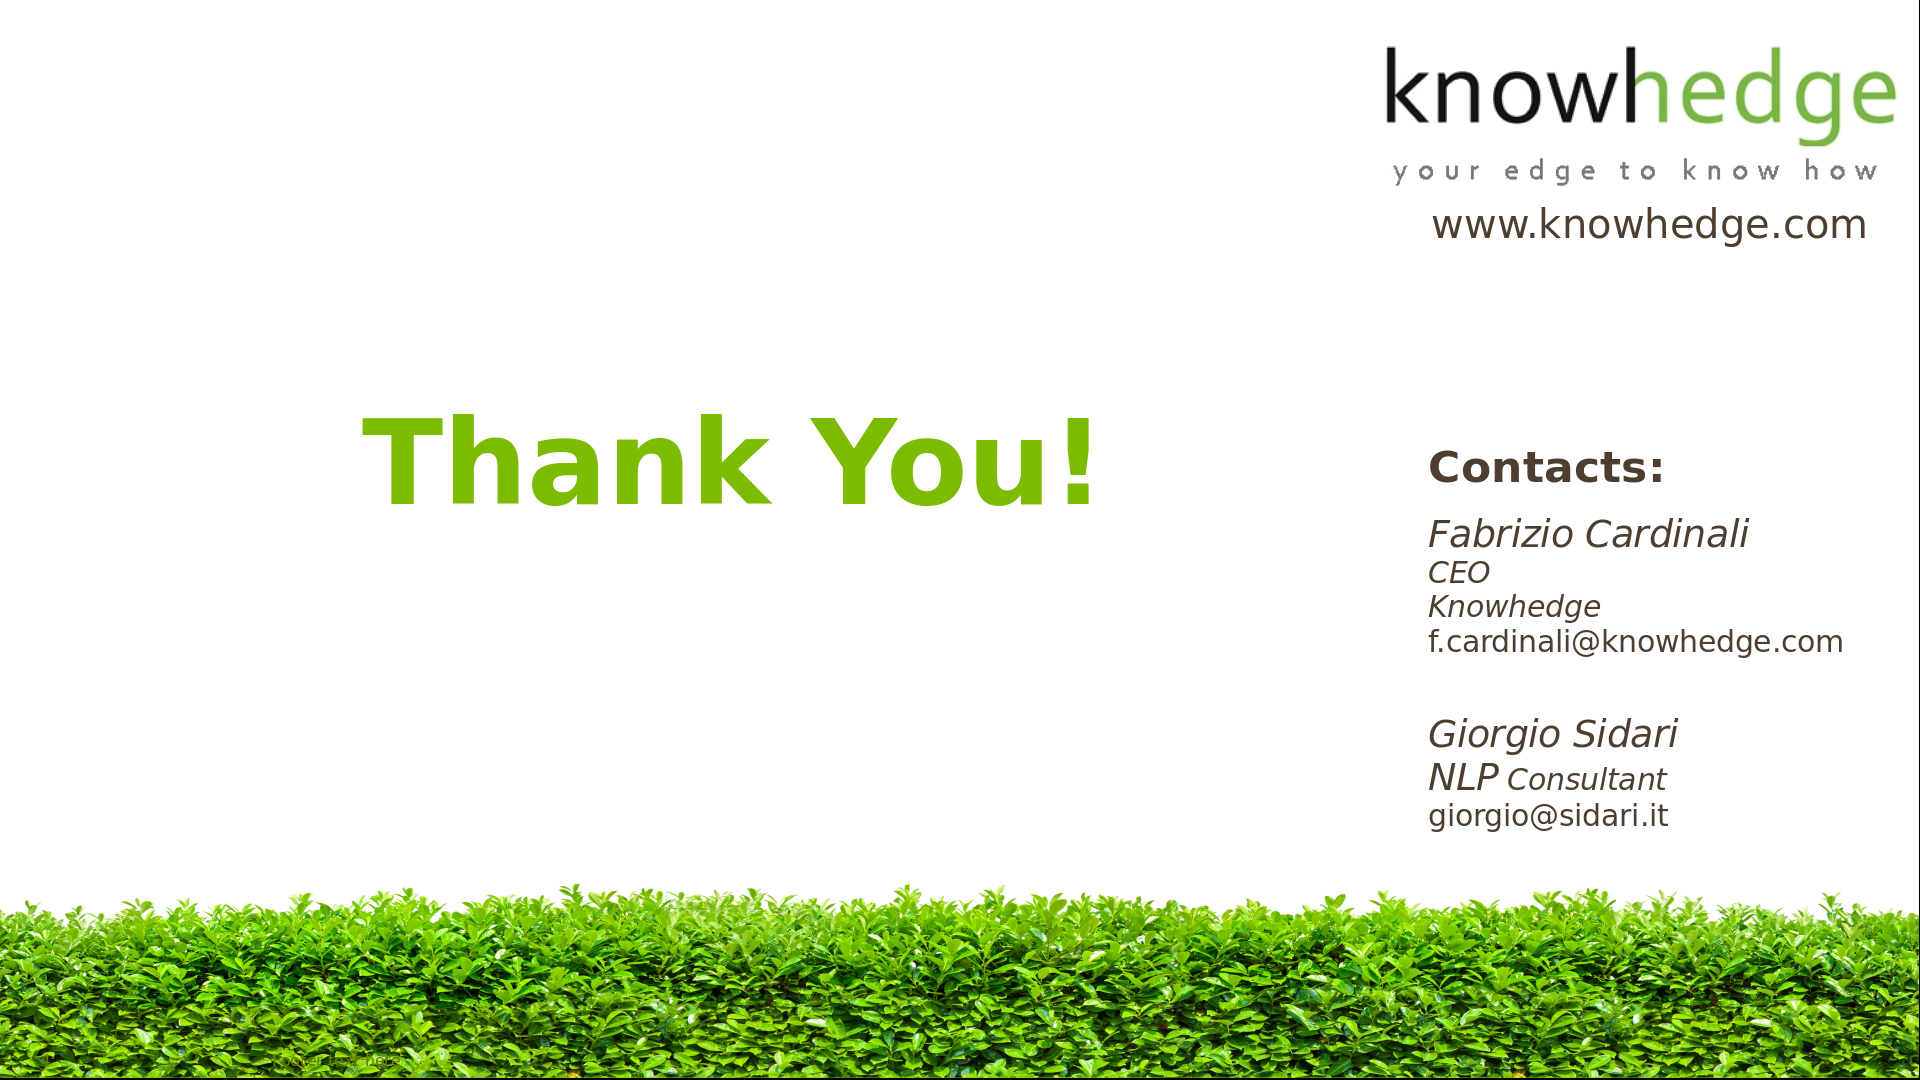 knowhedge
your edge to know how
www.knowhedge.com
Thank You!
Contacts:
Fabrizio Cardinali
CEO
Knowhedge
f.cardinali@knowhedge.com
Giorgio Sidari
NLP Consultant
giorgio@sidari.it